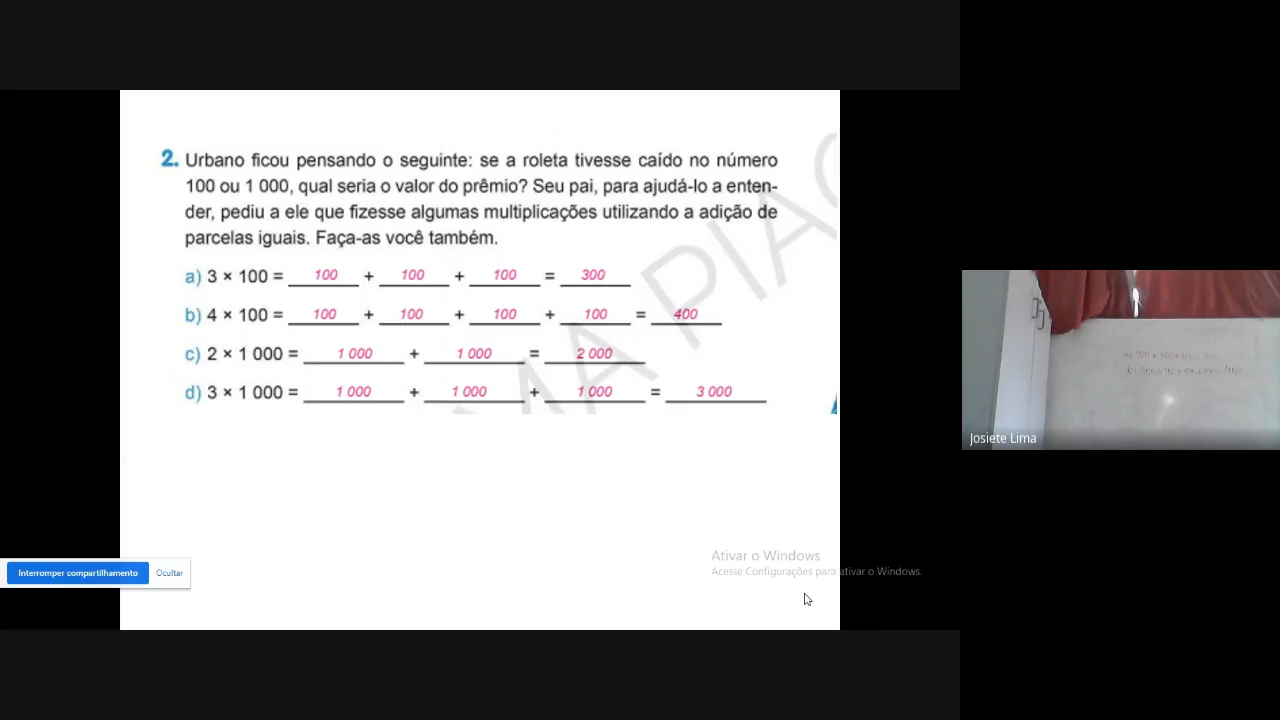 2. Urbano ficou pensando o seguinte: se a roleta tivesse caído no número
100 ou 1 000, qual seria o valor do prêmio? Seu pai, para ajudá-lo a enten-
der, pediu a ele que fizesse algumas multiplicações utilizando a adição de
parcelas iguais. Faça-as você também.
a) 3 × 100 = 100 + 100 + 100 = 300
b) 4 × 100 = 100 + 100 + 100 + 100 = 400
c) 2 × 1 000 = 1 000 + 1 000 = 2 000
d) 3 × 1 000 = 1 000 + 1 000 + 1 000 = 3 000
Josiete Lima
Ativar o Windows
Acesse Configurações para ativar o Windows.
Interromper compartilhamento Ocultar